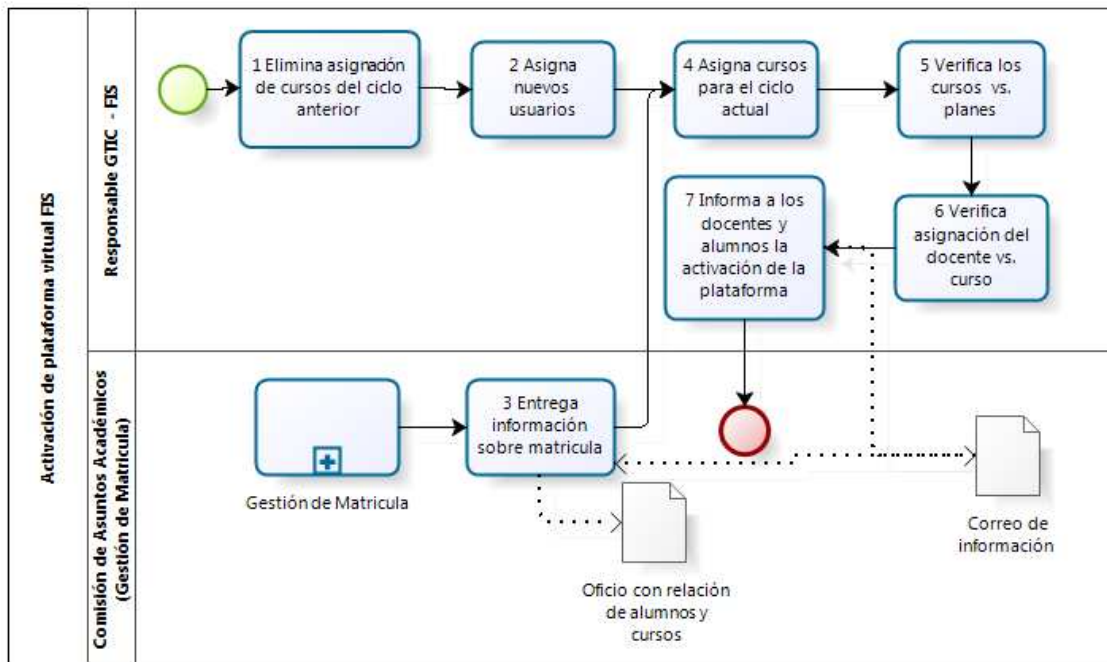 Activación de plataforma virtual FIS
Responsable GTIC - FIS
1 Elimina asignación
de cursos del ciclo
anterior
2 Asigna
nuevos
usuarios
4 Asigna cursos
para el ciclo
actual
5 Verifica los
cursos vs.
planes
7 Informa a los
docentes y
alumnos la
activación de la
plataforma
6 Verifica
asignación del
docente vs.
curso
Comisión de Asuntos Académicos
(Gestión de Matricula)
3 Entrega
información
sobre matricula
Gestión de Matricula
Oficio con relación
de alumnos y
cursos
Correo de
información